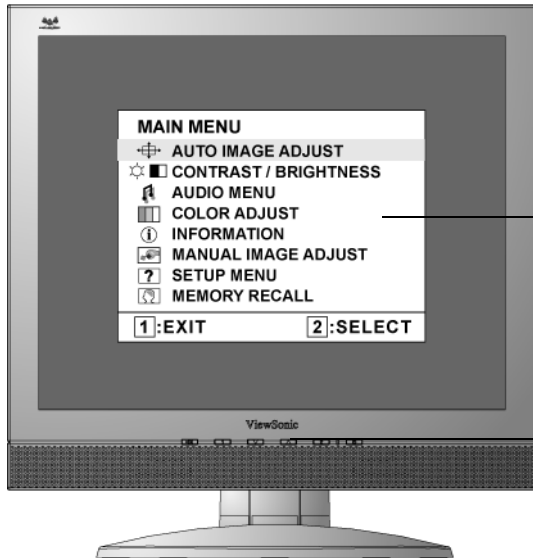 MAIN MENU
AUTO IMAGE ADJUST
CONTRAST / BRIGHTNESS
AUDIO MENU
COLOR ADJUST
INFORMATION
MANUAL IMAGE ADJUST
SETUP MENU
MEMORY RECALL
1:EXIT 2:SELECT
ViewSonic